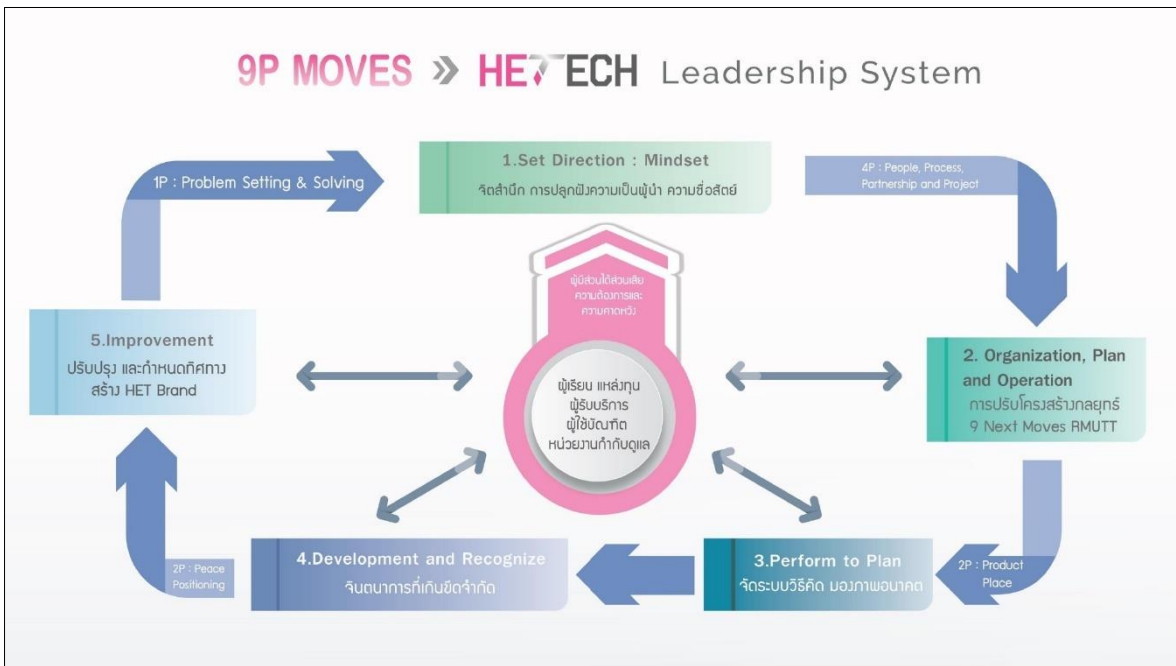 9P MOVES >> HETECH Leadership System
1.Set Direction : Mindset
จิตสำนึก การปลูกฝังความเป็นผู้นำ ความซื่อสัตย์
1P : Problem Setting & Solving
4P : People, Process,
Partnership and Project
ผู้มีส่วนได้ส่วนเสีย
ความต้องการและ
ความคาดหวัง
5.Improvement
ปรับปรุง และกำหนดทิศทาง
สร้าง HET Brand
2. Organization, Plan
and Operation
การปรับโครงสร้างกลยุทธ์
9 Next Moves RMUTT
ผู้เรียน แหล่งทุน
ผู้รับบริการ
ผู้ใช้บัณฑิต
หน่วยงานกำกับดูแล
4.Development and Recognize
จินตนาการที่เกินขีดจำกัด
3.Perform to Plan
จัดระบบวิธีคิด มองภาพอนาคต
2P : Peace
Positioning
2P : Product
Place